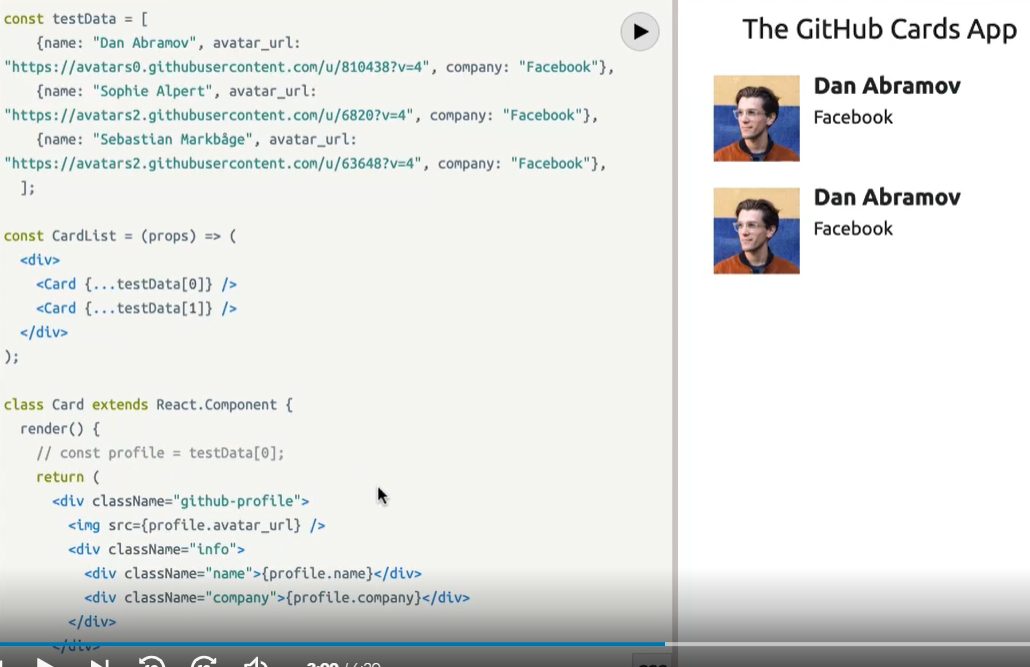 const testData = [
{name: "Dan Abramov", avatar_url:
"https://avatars0.githubusercontent.com/u/810438?v=4", company: "Facebook"},
{name: "Sophie Alpert", avatar_url:
"https://avatars2.githubusercontent.com/u/6820?v=4", company: "Facebook"},
{name: "Sebastian Markbåge", avatar_url:
"https://avatars2.githubusercontent.com/u/63648?v=4", company: "Facebook"},
];
const CardList = (props) => (
<div>
<Card {...testData[0]} />
<Card {...testData[1]} />
</div>
);
class Card extends React.Component {
render() {
// const profile = testData[0];
return (
<div className="github-profile">
<img src={profile.avatar_url} />
<div className="info">
<div className="name">{profile.name}</div>
<div className="company">{profile.company}</div>
</div>
</div>
The GitHub Cards App
Dan Abramov
Facebook
Dan Abramov
Facebook